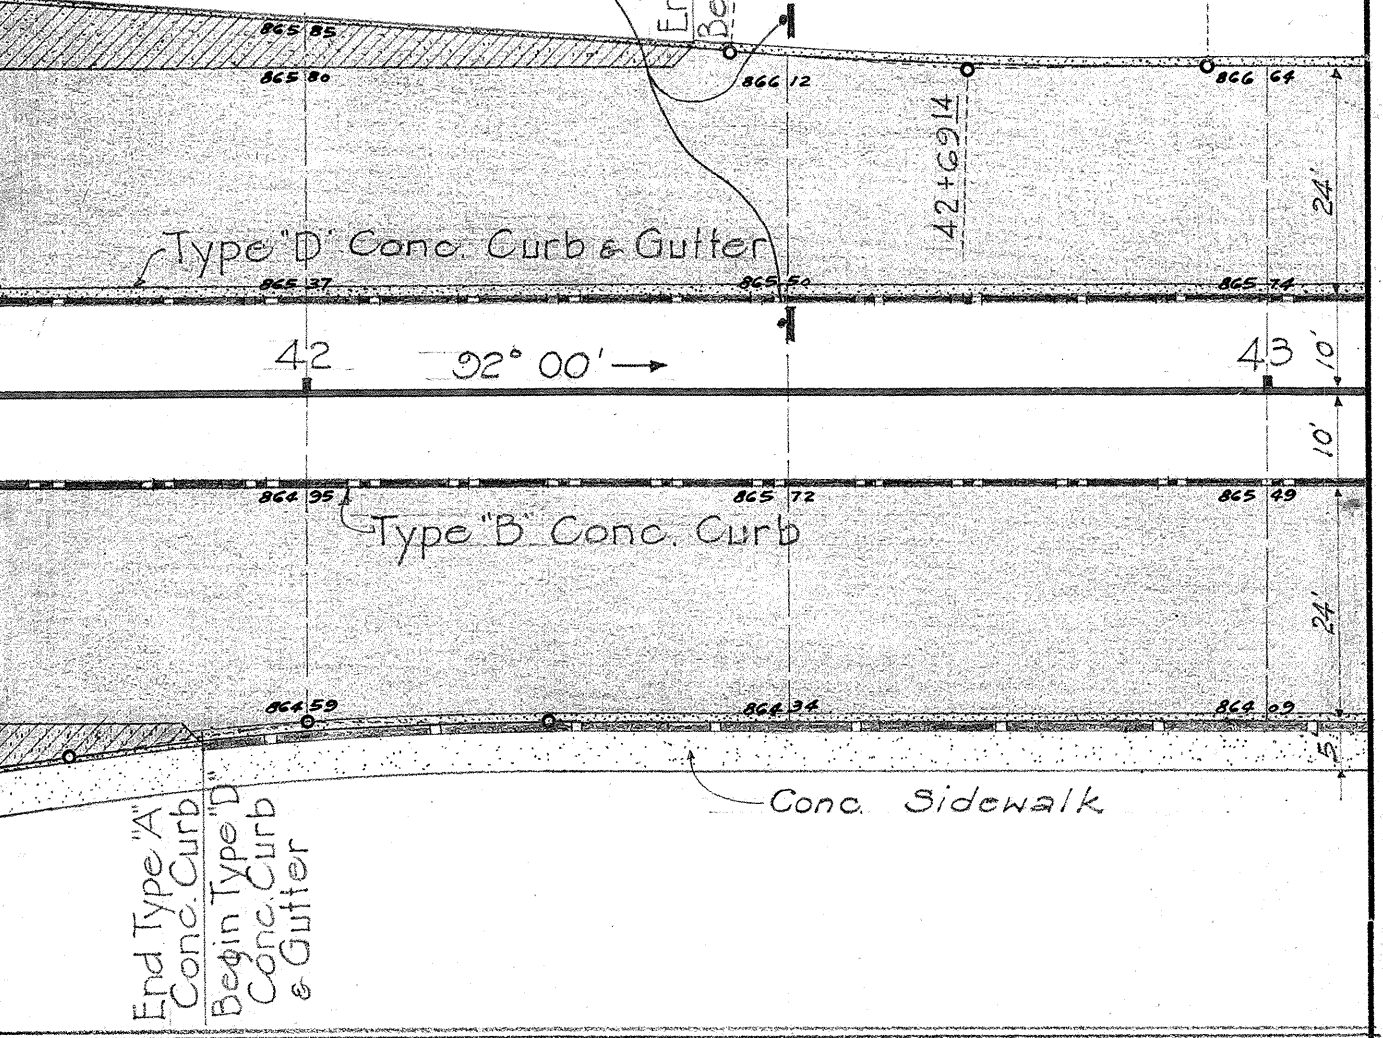 En
Be
865 85
865 80
866 12
866 64
42+69 14
24'
Type "D" Conc. Curb & Gutter
865 37
865 50
865 74
42
92° 00'
43
10'
10'
864 95
865 72
865 49
Type "B" Conc. Curb
24'
864 59
864 34
864 09
5'
Conc. Sidewalk
End Type "A"
Conc. Curb
Begin Type "D"
Conc. Curb
& Gutter